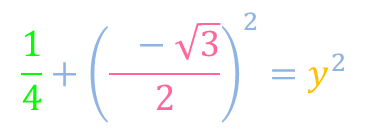 1/4 + (-√3/2)² = y²